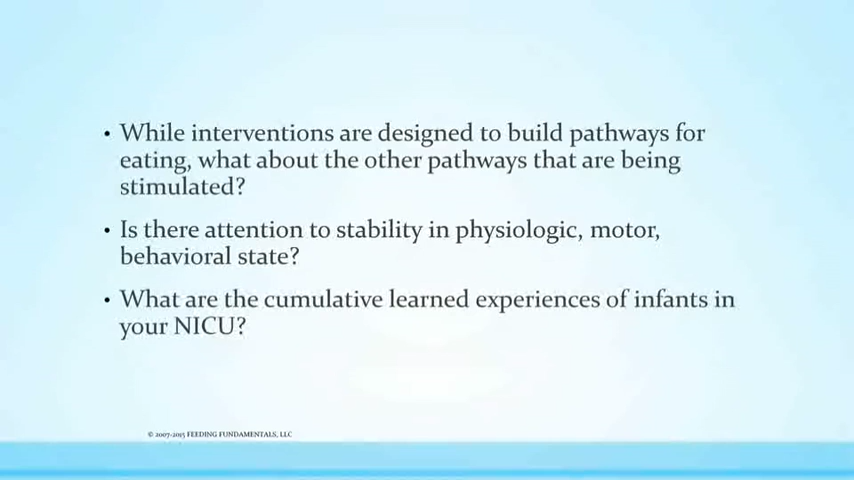 • While interventions are designed to build pathways for
eating, what about the other pathways that are being
stimulated?
• Is there attention to stability in physiologic, motor,
behavioral state?
• What are the cumulative learned experiences of infants in
your NICU?
© 2007-2015 FEEDING FUNDAMENTALS, LLC